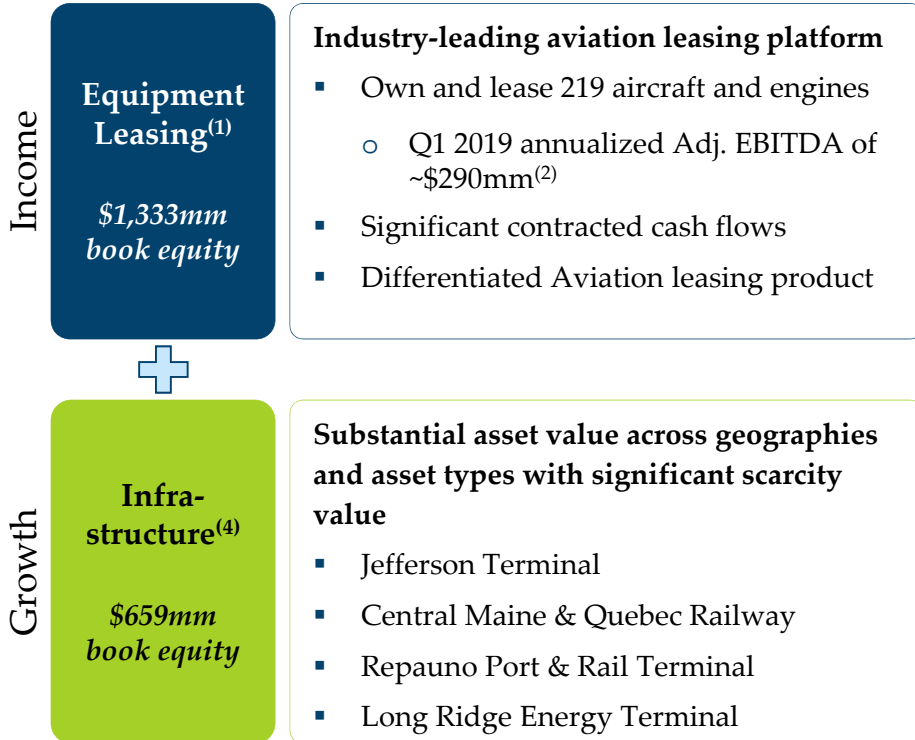 Income
Equipment
Leasing(1)
$1,333mm
book equity
Industry-leading aviation leasing platform
▪ Own and lease 219 aircraft and engines
o Q1 2019 annualized Adj. EBITDA of
~$290mm(2)
▪ Significant contracted cash flows
▪ Differentiated Aviation leasing product
Growth
Infra-
structure(4)
$659mm
book equity
Substantial asset value across geographies
and asset types with significant scarcity
value
▪ Jefferson Terminal
▪ Central Maine & Quebec Railway
▪ Repauno Port & Rail Terminal
▪ Long Ridge Energy Terminal